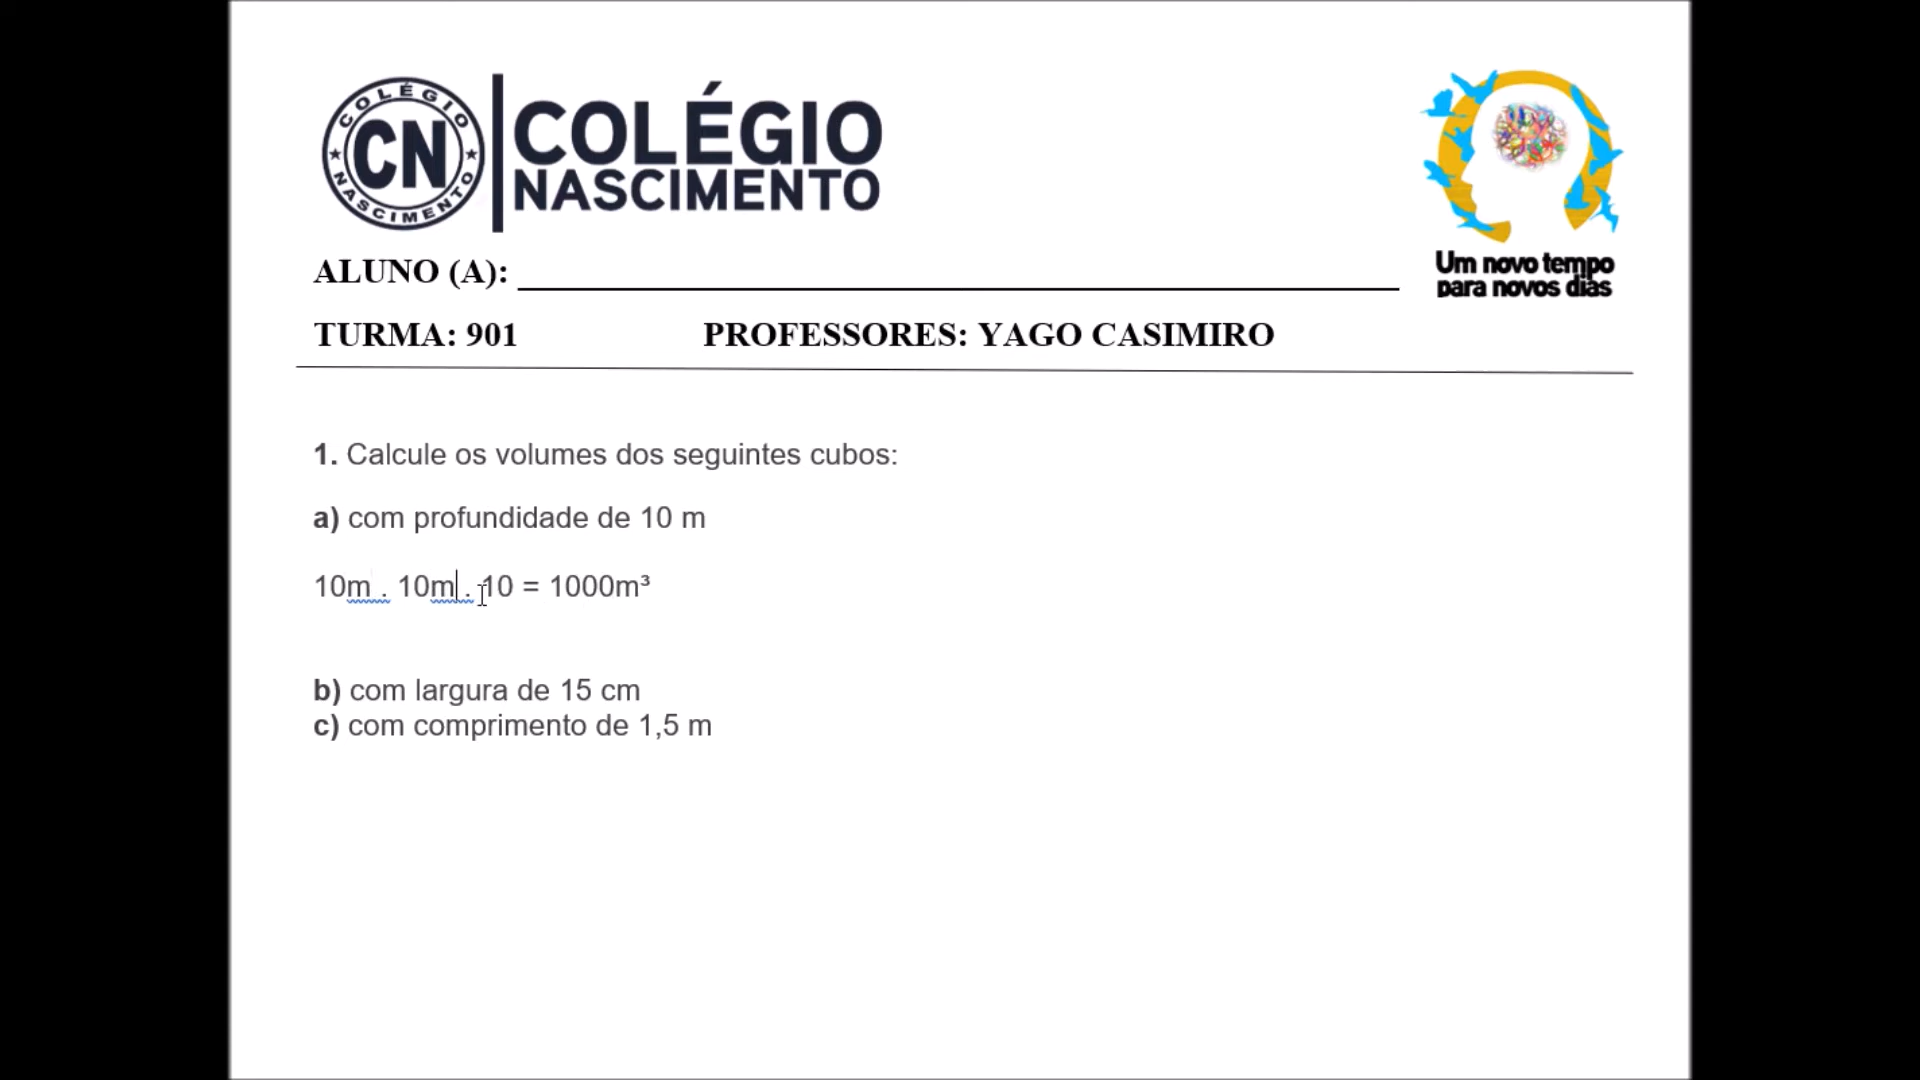 COLÉGIO NASCIMENTO
CN
COLÉGIO
NASCIMENTO
Um novo tempo
para novos dias
ALUNO (A): 
TURMA: 901 PROFESSORES: YAGO CASIMIRO
1. Calcule os volumes dos seguintes cubos:
a) com profundidade de 10 m
10m . 10m . 10 = 1000m³
b) com largura de 15 cm
c) com comprimento de 1,5 m